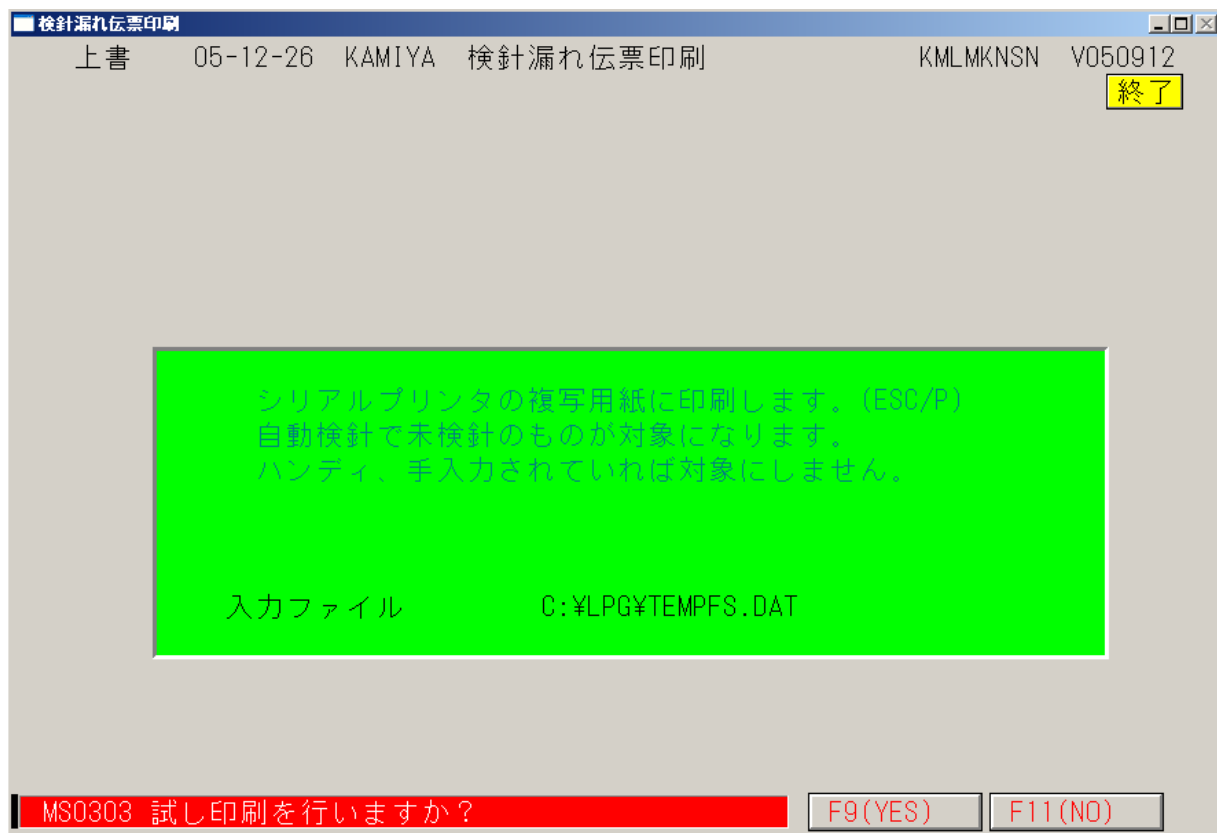 検針漏れ伝票印刷
上書 05-12-26 KAMIYA 検針漏れ伝票印刷 KMLMKNSN V050912
終了
シリアルプリンタの複写用紙に印刷します。(ESC/P)
自動検針で未検針のものが対象になります。
ハンディ、手入力されていれば対象にしません。
入力ファイル C:¥LPG¥TEMPFS.DAT
MS0303 試し印刷を行いますか? F9(YES) F11(NO)